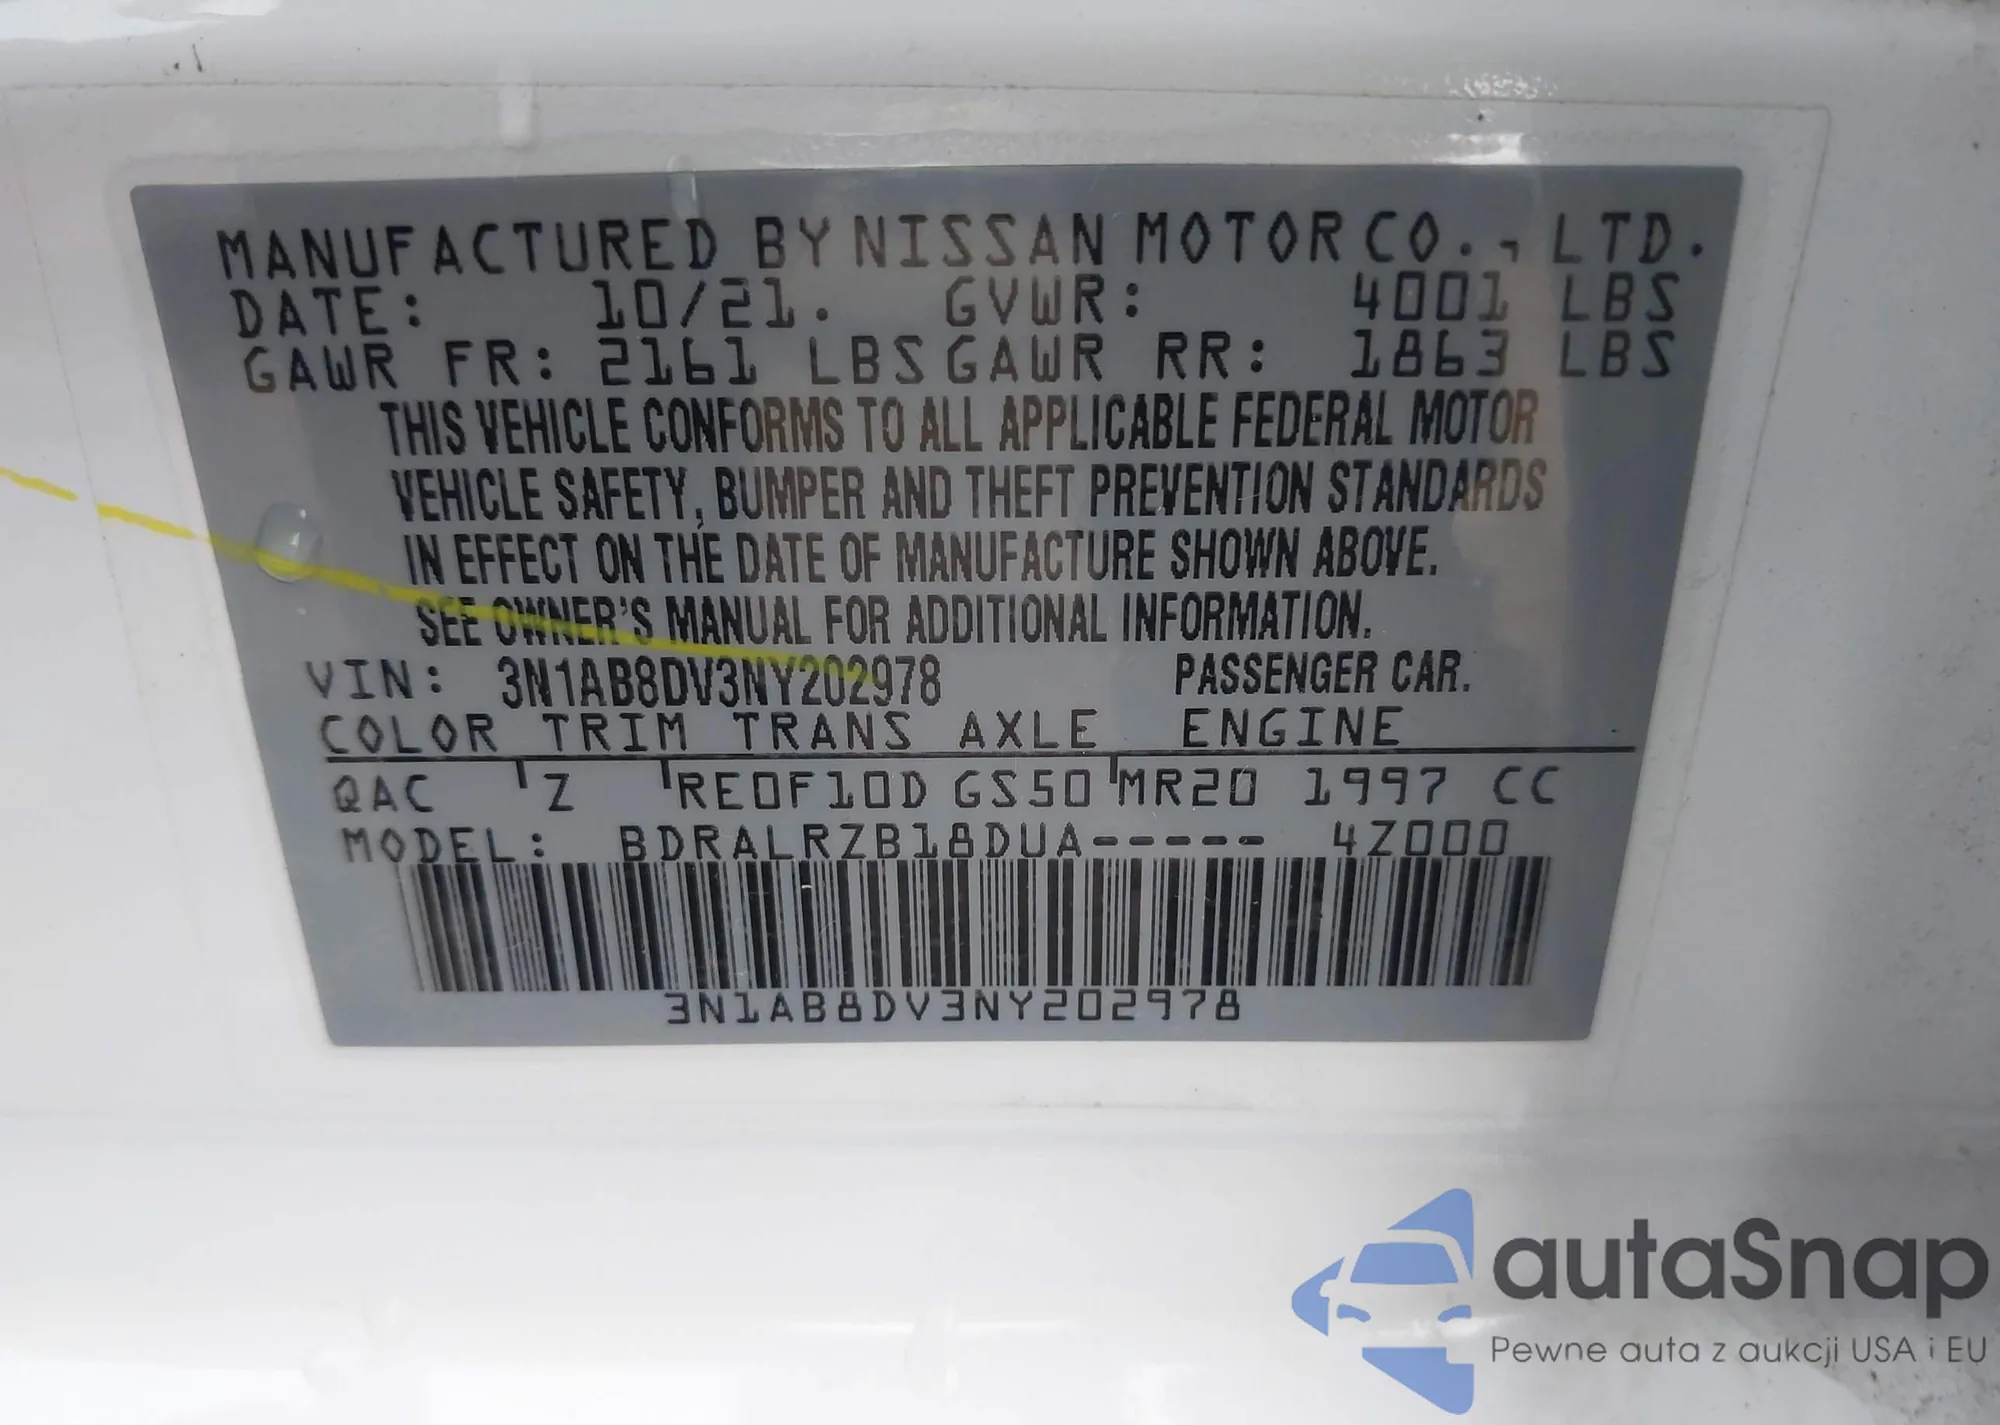 MANUFACTURED BY NISSAN MOTOR CO., LTD.
DATE: 10/21. GVWR: 4001 LBS
GAWR FR: 2161 LBS GAWR RR: 1863 LBS
THIS VEHICLE CONFORMS TO ALL APPLICABLE FEDERAL MOTOR
VEHICLE SAFETY, BUMPER AND THEFT PREVENTION STANDARDS
IN EFFECT ON THE DATE OF MANUFACTURE SHOWN ABOVE.
SEE OWNER'S MANUAL FOR ADDITIONAL INFORMATION.
VIN: 3N1AB8DV3NY202978 PASSENGER CAR.
COLOR TRIM TRANS AXLE ENGINE
QAC Z RE0F10D GS50 MR20 1997 CC
MODEL: BDRALRZB18DUA----- 4Z000
3N1AB8DV3NY202978
autaSnap
Pewne auta z aukcji USA i EU